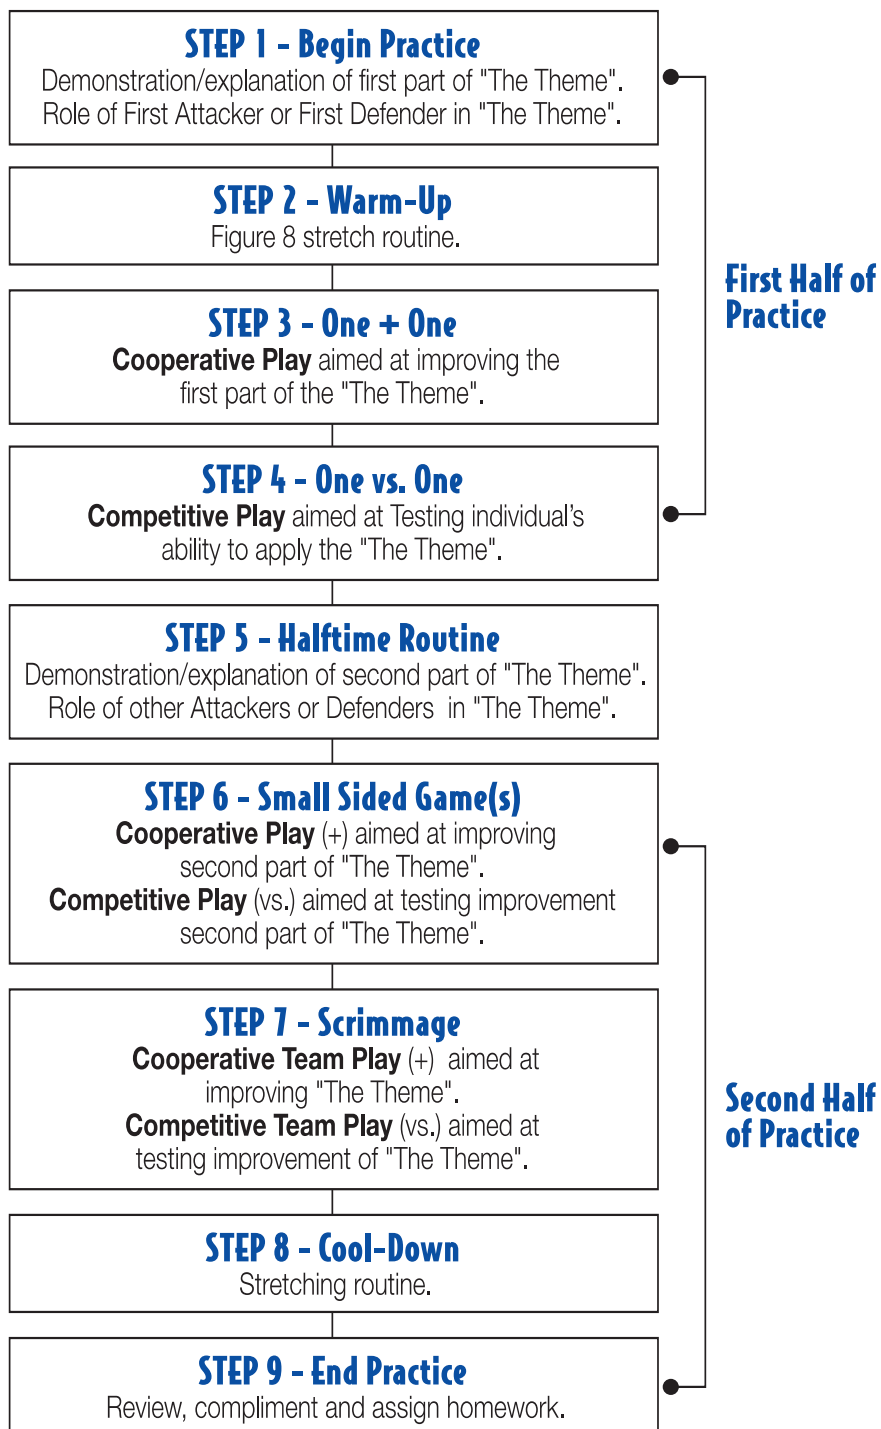 STEP 1 - Begin Practice
Demonstration/explanation of first part of "The Theme".
Role of First Attacker or First Defender in "The Theme".
STEP 2 - Warm-Up
Figure 8 stretch routine.
STEP 3 - One + One
Cooperative Play aimed at improving the
first part of the "The Theme".
STEP 4 - One vs. One
Competitive Play aimed at Testing individual's
ability to apply the "The Theme".
First Half of
Practice
STEP 5 - Halftime Routine
Demonstration/explanation of second part of "The Theme".
Role of other Attackers or Defenders in "The Theme".
STEP 6 - Small Sided Game(s)
Cooperative Play (+) aimed at improving
second part of "The Theme".
Competitive Play (vs.) aimed at testing improvement
second part of "The Theme".
STEP 7 - Scrimmage
Cooperative Team Play (+) aimed at
improving "The Theme".
Competitive Team Play (vs.) aimed at
testing improvement of "The Theme".
STEP 8 - Cool-Down
Stretching routine.
STEP 9 - End Practice
Review, compliment and assign homework.
Second Half
of Practice